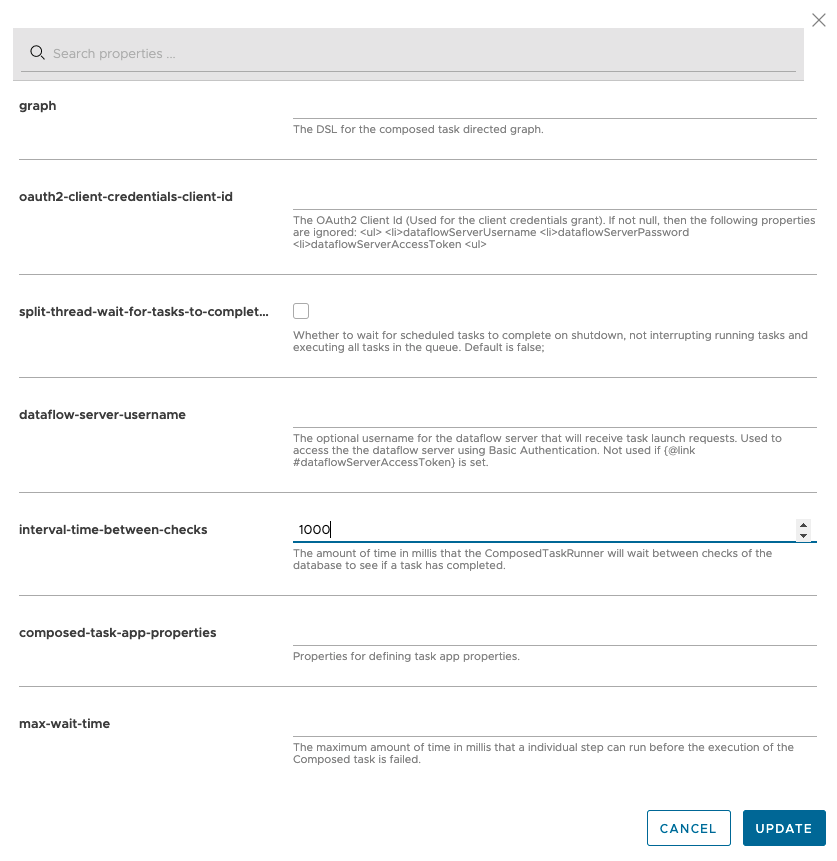 Search properties ...
graph
The DSL for the composed task directed graph.
oauth2-client-credentials-client-id
The OAuth2 Client Id (Used for the client credentials grant). If not null, then the following properties
are ignored: <ul> <li>dataflowServerUsername <li>dataflowServerPassword
<li>dataflowServerAccessToken <ul>
split-thread-wait-for-tasks-to-complet...
Whether to wait for scheduled tasks to complete on shutdown, not interrupting running tasks and
executing all tasks in the queue. Default is false;
dataflow-server-username
The optional username for the dataflow server that will receive task launch requests. Used to
access the the dataflow server using Basic Authentication. Not used if {@link
#dataflowServerAccessToken} is set.
interval-time-between-checks
1000
The amount of time in millis that the ComposedTaskRunner will wait between checks of the
database to see if a task has completed.
composed-task-app-properties
Properties for defining task app properties.
max-wait-time
The maximum amount of time in millis that a individual step can run before the execution of the
Composed task is failed.
CANCEL
UPDATE